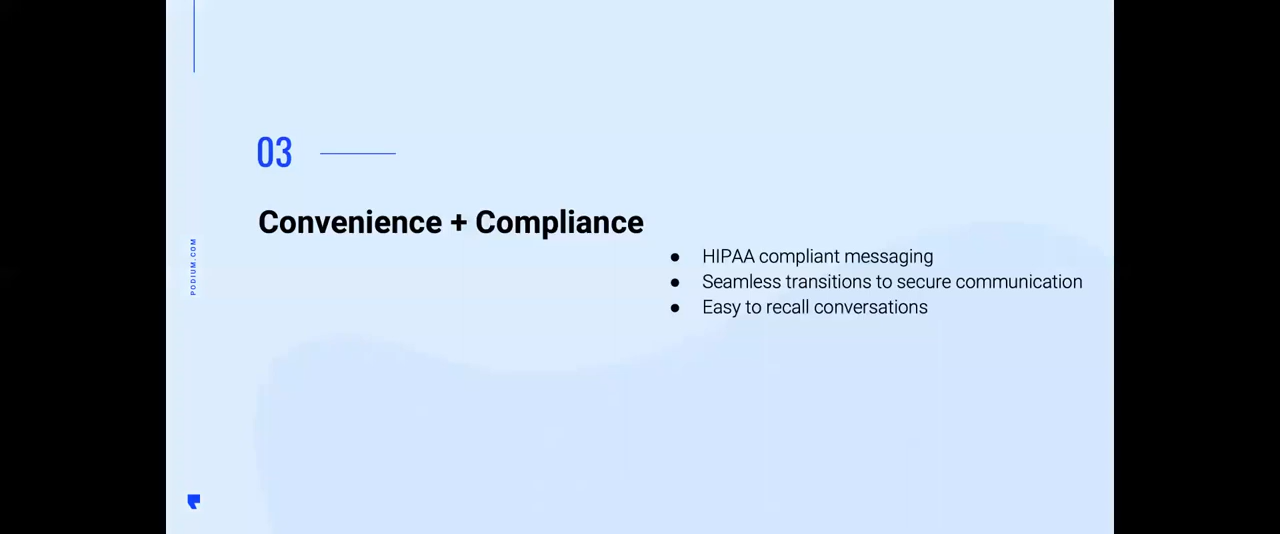 03
Convenience + Compliance
● HIPAA compliant messaging
● Seamless transitions to secure communication
● Easy to recall conversations
PODIUM.COM